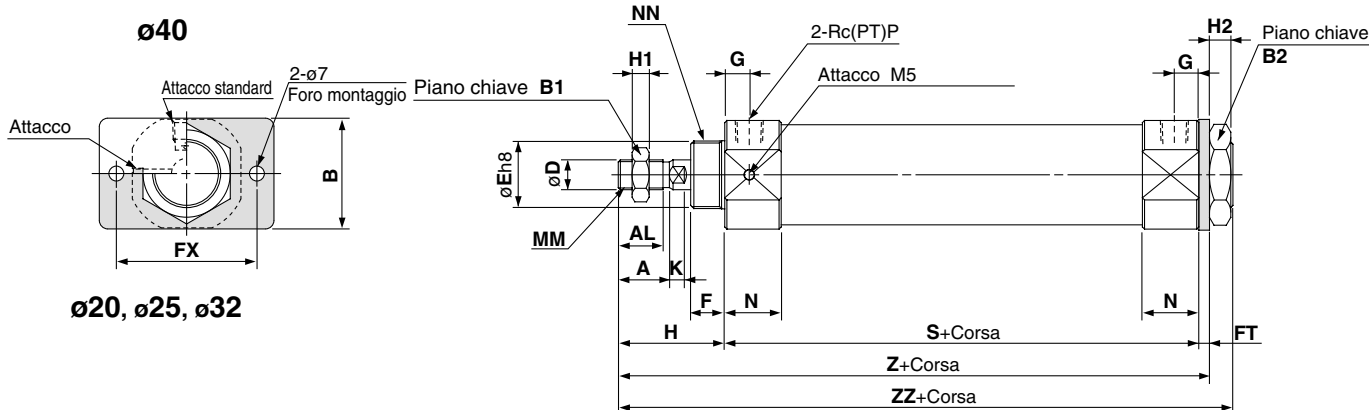 ø40
2-ø7
Foro montaggio
Attacco standard
Attacco
B
FX
ø20, ø25, ø32
NN
H1
Piano chiave B1
G
2-Rc(PT)P
Attacco M5
H2
Piano chiave
B2
G
øEh8
øD
MM
AL
A
K
F
N
N
H
S+Corsa
FT
Z+Corsa
ZZ+Corsa